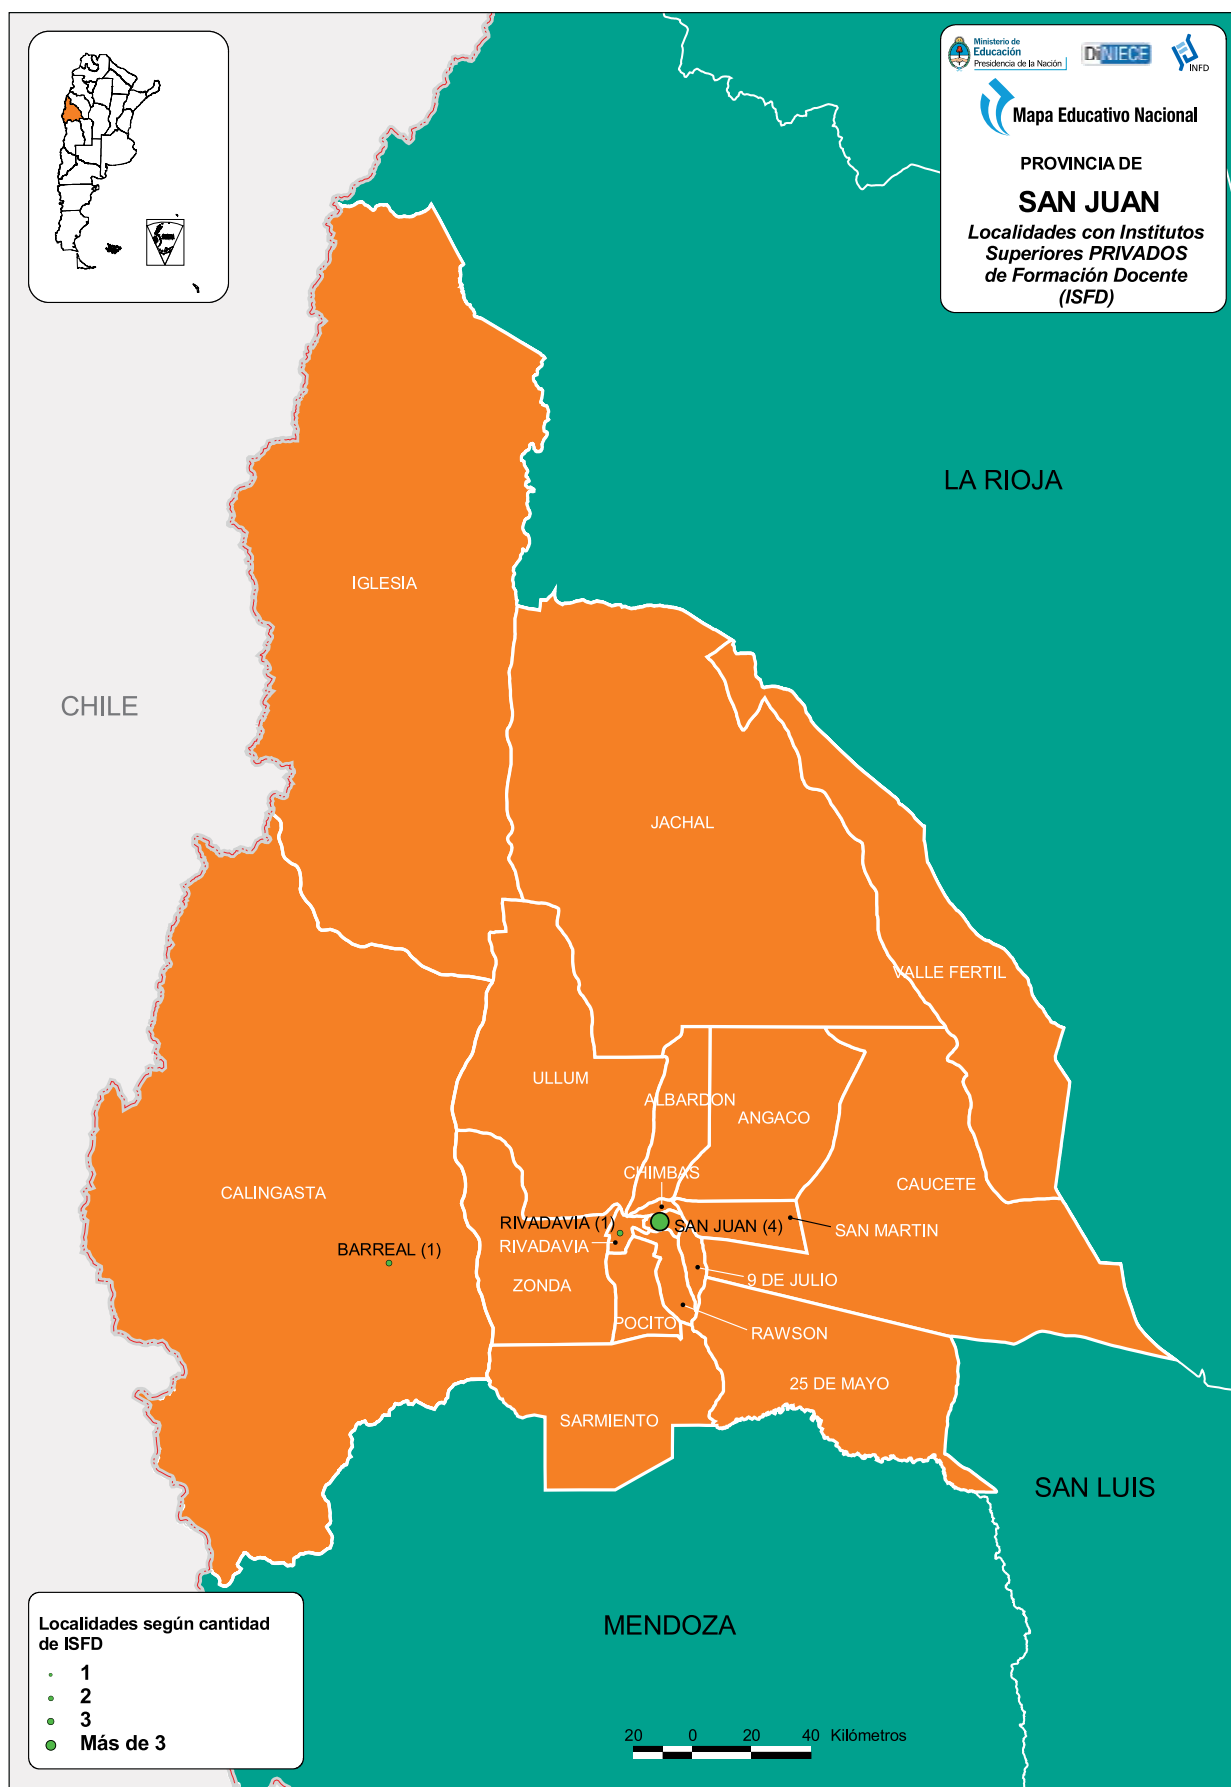 Ministerio de
Educación
Presidencia de la Nación
DiNIECE
INFD
Mapa Educativo Nacional
PROVINCIA DE
SAN JUAN
Localidades con Institutos
Superiores PRIVADOS
de Formación Docente
(ISFD)
LA RIOJA
IGLESIA
CHILE
JACHAL
VALLE FERTIL
ULLUM
ALBARDON
ANGACO
CHIMBAS
CALINGASTA
CAUCETE
RIVADAVIA (1)
SAN JUAN (4)
SAN MARTIN
RIVADAVIA
BARREAL (1)
ZONDA
9 DE JULIO
POCITO
RAWSON
25 DE MAYO
SARMIENTO
SAN LUIS
MENDOZA
Localidades según cantidad
de ISFD
1
2
3
Más de 3
20 0 20 40 Kilómetros